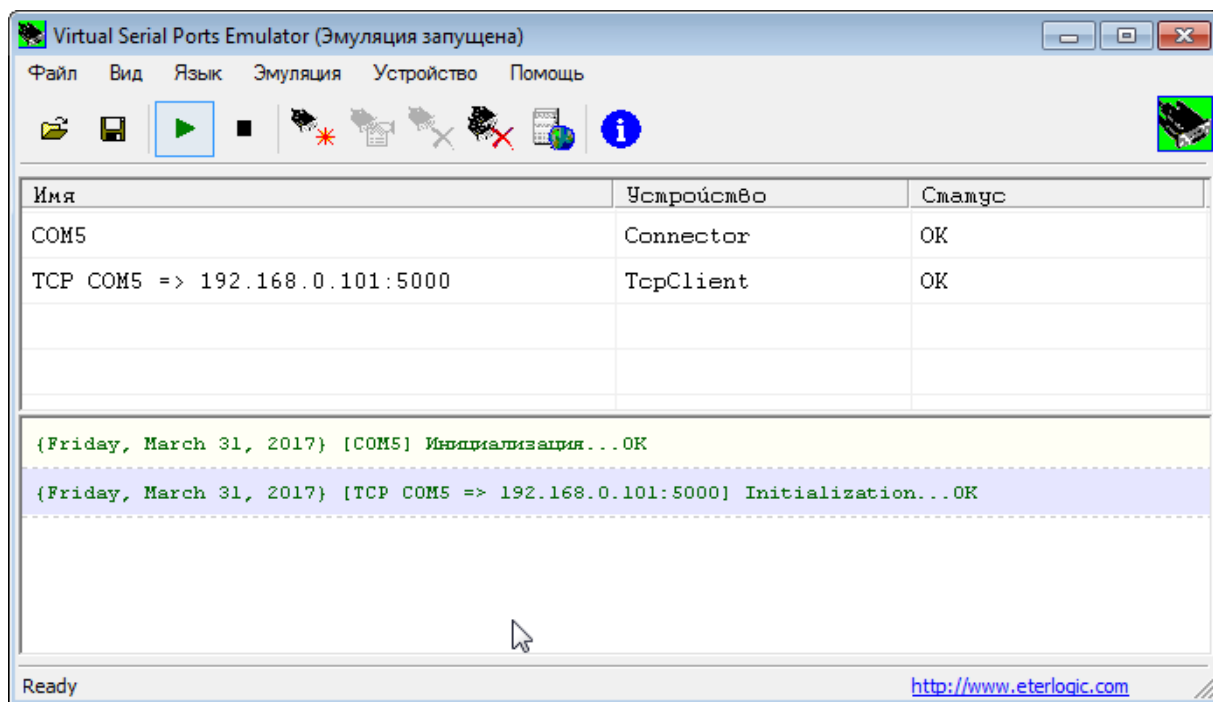 Virtual Serial Ports Emulator (Эмуляция запущена)
Файл Вид Язык Эмуляция Устройство Помощь
Имя Устройство Статус
COM5 Connector OK
TCP COM5 => 192.168.0.101:5000 TcpClient OK
{Friday, March 31, 2017} [COM5] Инициализация...OK
{Friday, March 31, 2017} [TCP COM5 => 192.168.0.101:5000] Initialization...OK
Ready http://www.eterlogic.com